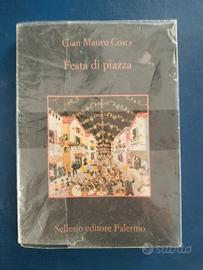 Gian Mauro Costa
Festa di piazza
Sellerio editore Palermo
subito